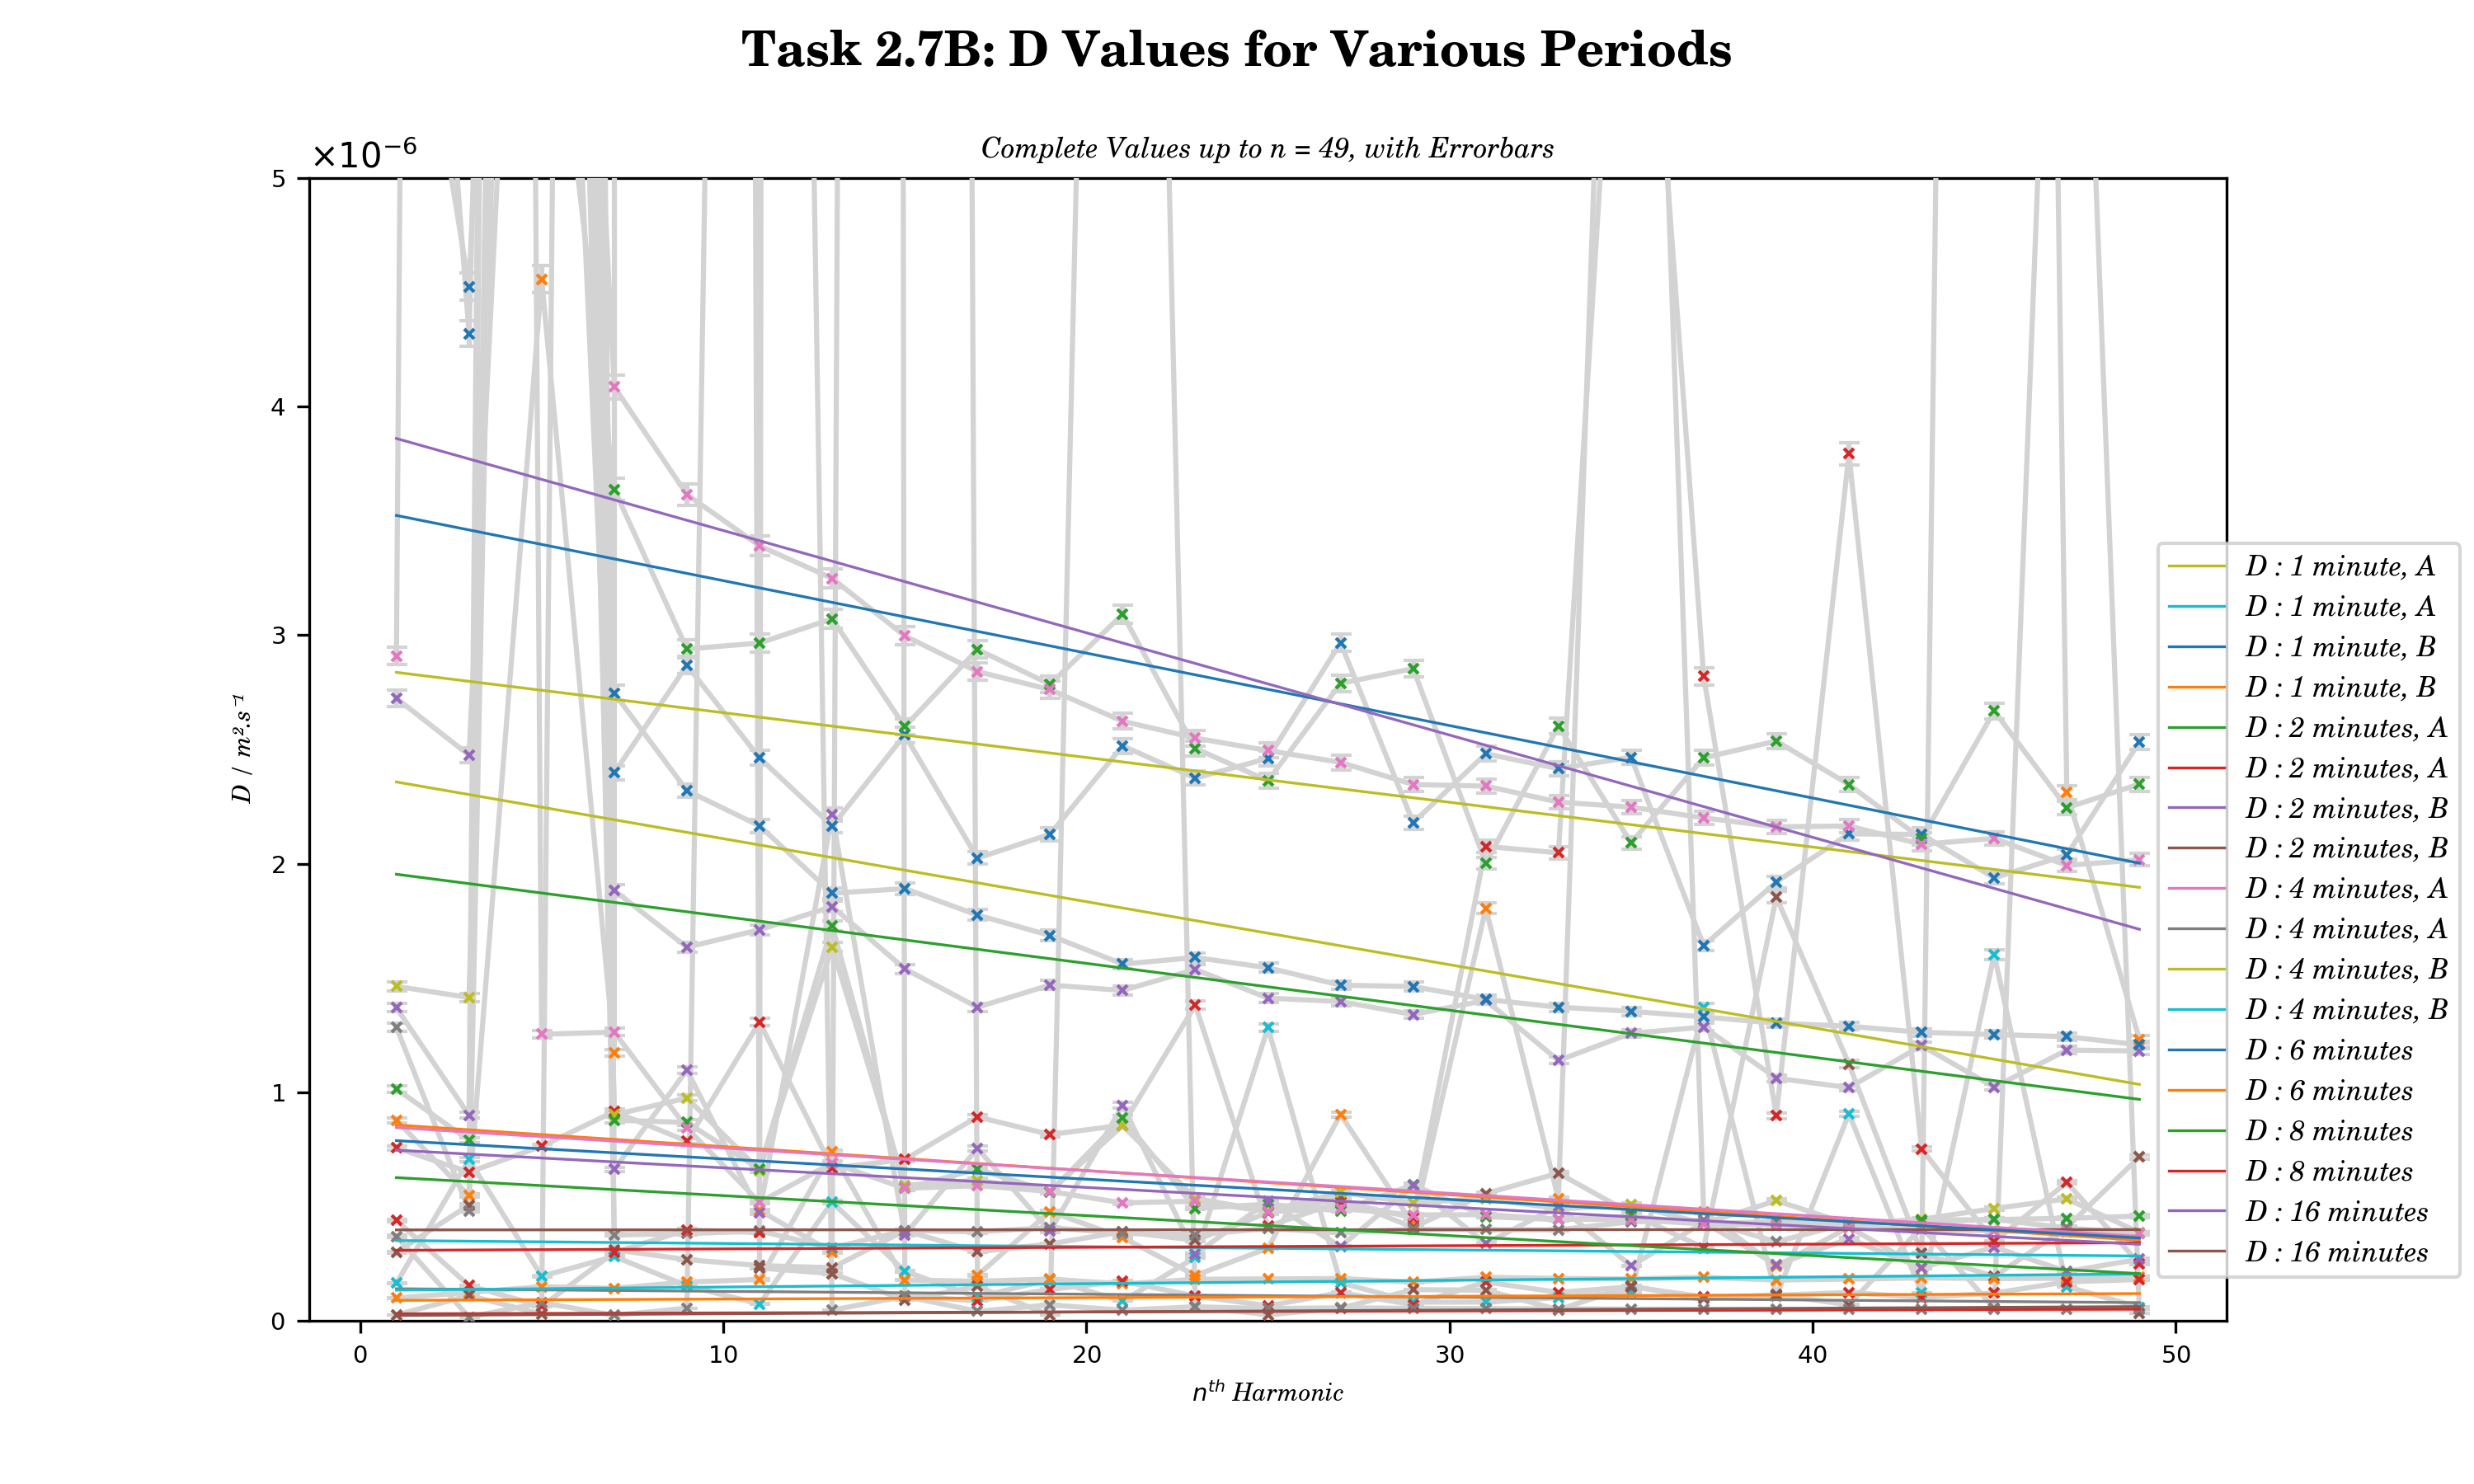 Task 2.7B: D Values for Various Periods
Complete Values up to n = 49, with Errorbars
×10⁻⁶
5
4
3
2
1
0
D / m².s⁻¹
0 10 20 30 40 50
nᵗʰ Harmonic
D : 1 minute, A
D : 1 minute, A
D : 1 minute, B
D : 1 minute, B
D : 2 minutes, A
D : 2 minutes, A
D : 2 minutes, B
D : 2 minutes, B
D : 4 minutes, A
D : 4 minutes, A
D : 4 minutes, B
D : 4 minutes, B
D : 6 minutes
D : 6 minutes
D : 8 minutes
D : 8 minutes
D : 16 minutes
D : 16 minutes